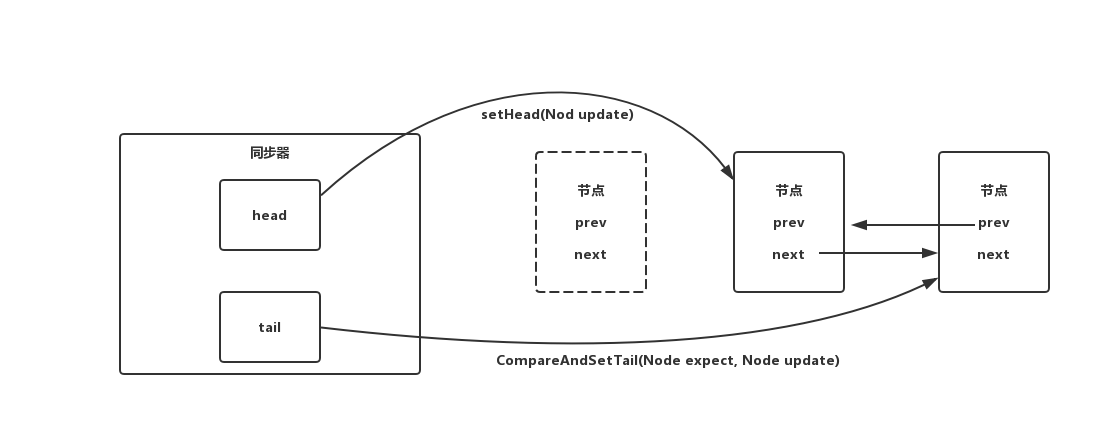 setHead(Nod update)
同步器
head
tail
节点
prev
next
节点
prev
next
节点
prev
next
CompareAndSetTail(Node expect, Node update)